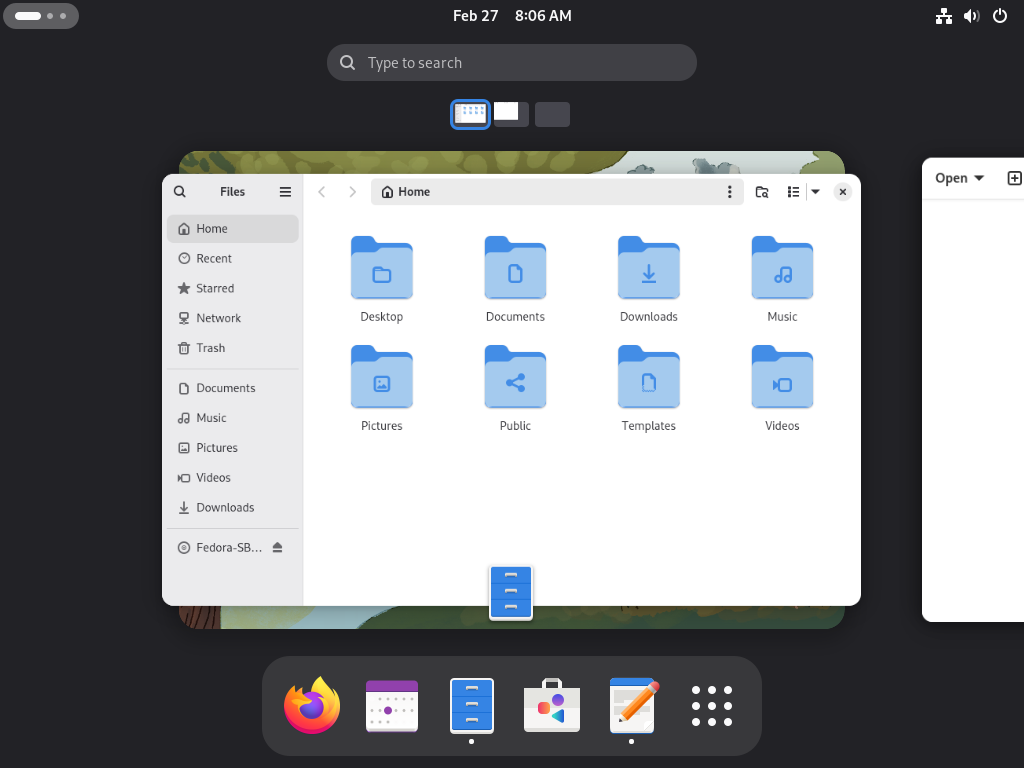 Feb 27 8:06 AM
Type to search
Files
Home
Open
Home
Recent
Starred
Network
Trash
Documents
Music
Pictures
Videos
Downloads
Fedora-SB...
Desktop Documents Downloads Music
Pictures Public Templates Videos